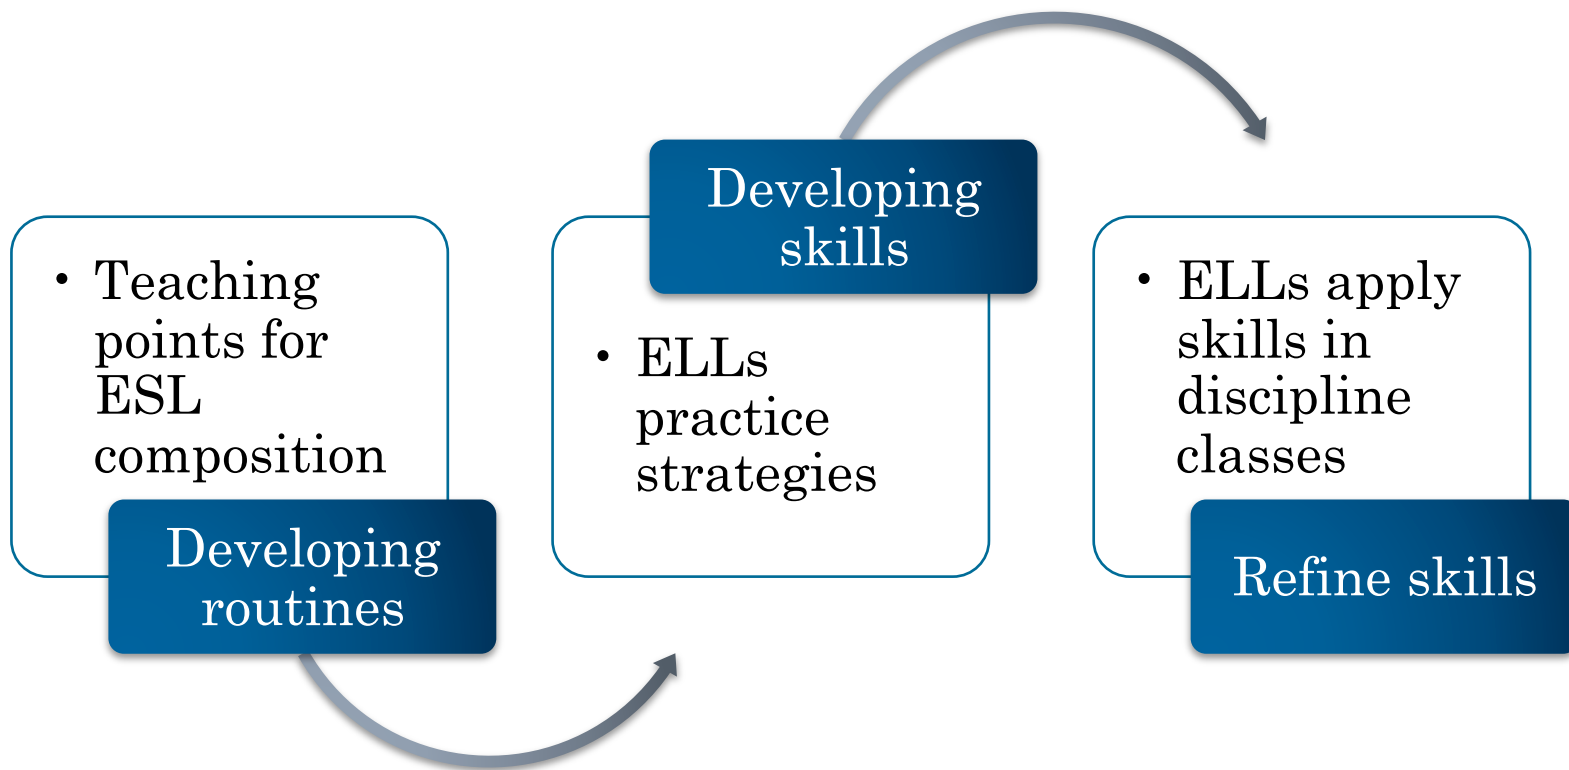 • Teaching
points for
ESL
composition
Developing
routines
Developing
skills
• ELLs
practice
strategies
• ELLs apply
skills in
discipline
classes
Refine skills